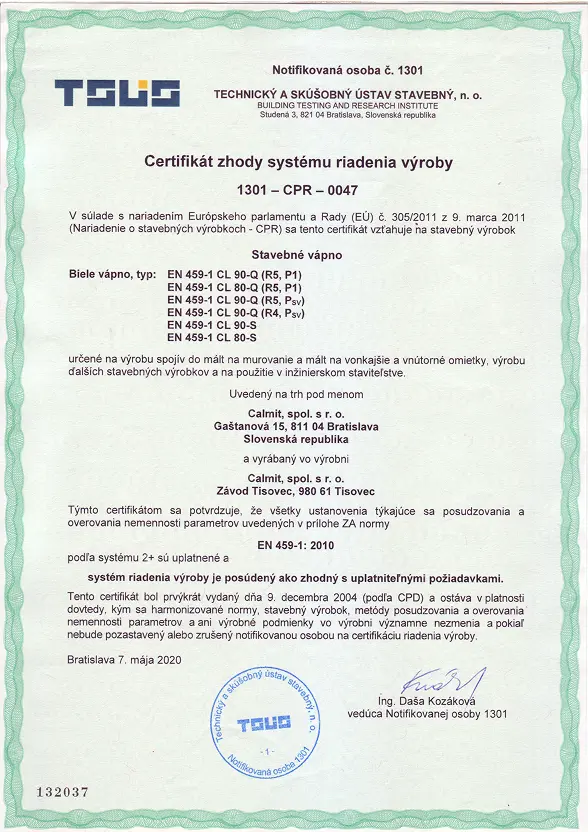 Notifikovaná osoba č. 1301
TSUS
TECHNICKÝ A SKÚŠOBNÝ ÚSTAV STAVEBNÝ, n. o.
BUILDING TESTING AND RESEARCH INSTITUTE
Studená 3, 821 04 Bratislava, Slovenská republika
Certifikát zhody systému riadenia výroby
1301 – CPR – 0047
V súlade s nariadením Európskeho parlamentu a Rady (EÚ) č. 305/2011 z 9. marca 2011
(Nariadenie o stavebných výrobkoch - CPR) sa tento certifikát vzťahuje na stavebný výrobok
Stavebné vápno
Biele vápno, typ: EN 459-1 CL 90-Q (R5, P1)
EN 459-1 CL 80-Q (R5, P1)
EN 459-1 CL 90-Q (R5, PSV)
EN 459-1 CL 90-Q (R4, PSV)
EN 459-1 CL 90-S
EN 459-1 CL 80-S
určené na výrobu spojív do mált na murovanie a mált na vonkajšie a vnútorné omietky, výrobu
ďalších stavebných výrobkov a na použitie v inžinierskom staviteľstve.
Uvedený na trh pod menom
Calmit, spol. s r. o.
Gaštanová 15, 811 04 Bratislava
Slovenská republika
a vyrábaný vo výrobni
Calmit, spol. s r. o.
Závod Tisovec, 980 61 Tisovec
Týmto certifikátom sa potvrdzuje, že všetky ustanovenia týkajúce sa posudzovania a
overovania nemennosti parametrov uvedených v prílohe ZA normy
EN 459-1: 2010
podľa systému 2+ sú uplatnené a
systém riadenia výroby je posúdený ako zhodný s uplatniteľnými požiadavkami.
Tento certifikát bol prvýkrát vydaný dňa 9. decembra 2004 (podľa CPD) a ostáva v platnosti
dovtedy, kým sa harmonizované normy, stavebný výrobok, metódy posudzovania a overovania
nemennosti parametrov a ani výrobné podmienky vo výrobni významne nezmenia a pokiaľ
nebude pozastavený alebo zrušený notifikovanou osobou na certifikáciu riadenia výroby.
Bratislava 7. mája 2020
Technický a skúšobný ústav stavebný, n. o.
TSUS
- 1 -
Notifikovaná osoba 1301
Ing. Daša Kozáková
vedúca Notifikovanej osoby 1301
132037